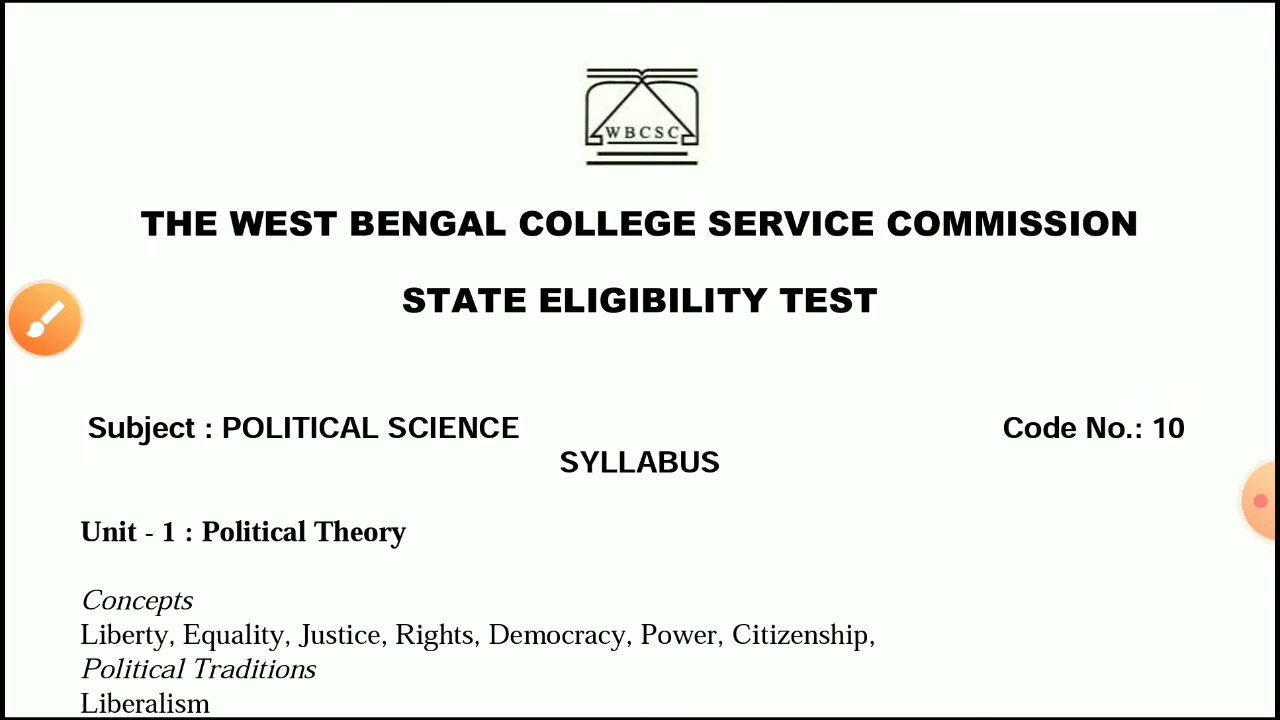 WBCSC
THE WEST BENGAL COLLEGE SERVICE COMMISSION
STATE ELIGIBILITY TEST
Subject : POLITICAL SCIENCE Code No.: 10
SYLLABUS
Unit - 1 : Political Theory
Concepts
Liberty, Equality, Justice, Rights, Democracy, Power, Citizenship,
Political Traditions
Liberalism